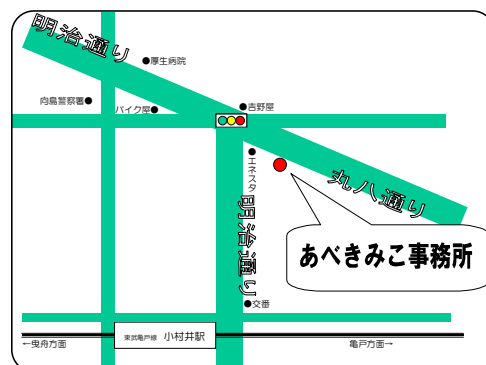 明治通り
●厚生病院
向島警察署●
バイク屋●
●吉野屋
●エネスタ
丸八通り
明治通り
あべきみこ事務所
●交番
東武亀戸線 小村井駅
←曳舟方面
亀戸方面→